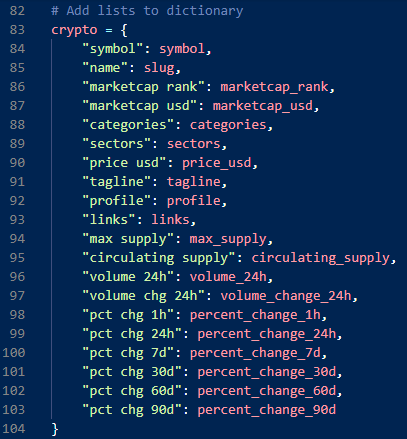 82 # Add lists to dictionary
83 crypto = {
84 "symbol": symbol,
85 "name": slug,
86 "marketcap rank": marketcap_rank,
87 "marketcap usd": marketcap_usd,
88 "categories": categories,
89 "sectors": sectors,
90 "price usd": price_usd,
91 "tagline": tagline,
92 "profile": profile,
93 "links": links,
94 "max supply": max_supply,
95 "circulating supply": circulating_supply,
96 "volume 24h": volume_24h,
97 "volume chg 24h": volume_change_24h,
98 "pct chg 1h": percent_change_1h,
99 "pct chg 24h": percent_change_24h,
100 "pct chg 7d": percent_change_7d,
101 "pct chg 30d": percent_change_30d,
102 "pct chg 60d": percent_change_60d,
103 "pct chg 90d": percent_change_90d
104 }